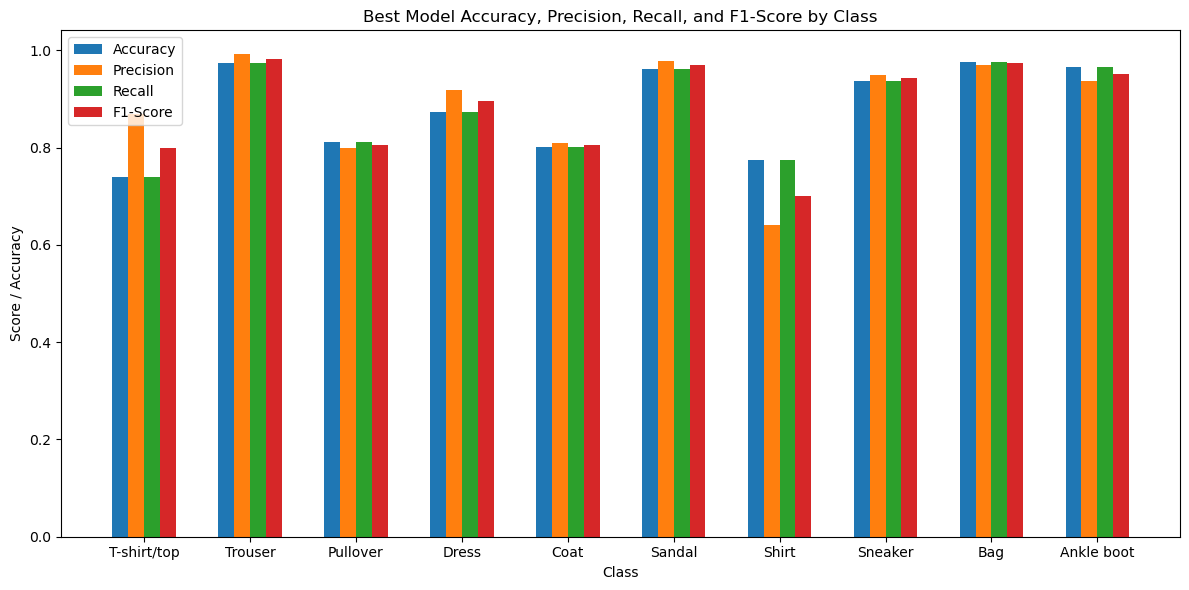 Best Model Accuracy, Precision, Recall, and F1-Score by Class
Accuracy
Precision
Recall
F1-Score
Score / Accuracy
1.0
0.8
0.6
0.4
0.2
0.0
T-shirt/top Trouser Pullover Dress Coat Sandal Shirt Sneaker Bag Ankle boot
Class